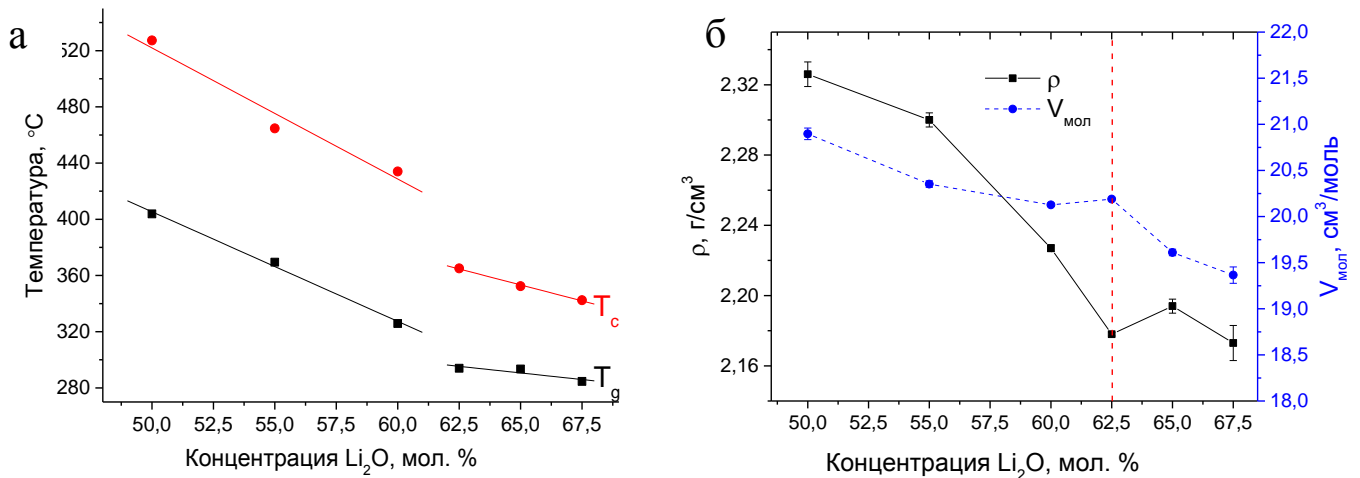 а
Температура, °C
520
480
440
400
360
320
280
50,0 52,5 55,0 57,5 60,0 62,5 65,0 67,5
Концентрация Li₂O, мол. %
T_c
T_g
б
ρ, г/см³
2,32
2,28
2,24
2,20
2,16
50,0 52,5 55,0 57,5 60,0 62,5 65,0 67,5
Концентрация Li₂O, мол. %
ρ
V_мол
22,0
21,5
21,0
20,5
20,0
19,5
19,0
18,5
18,0
V_мол, см³/моль